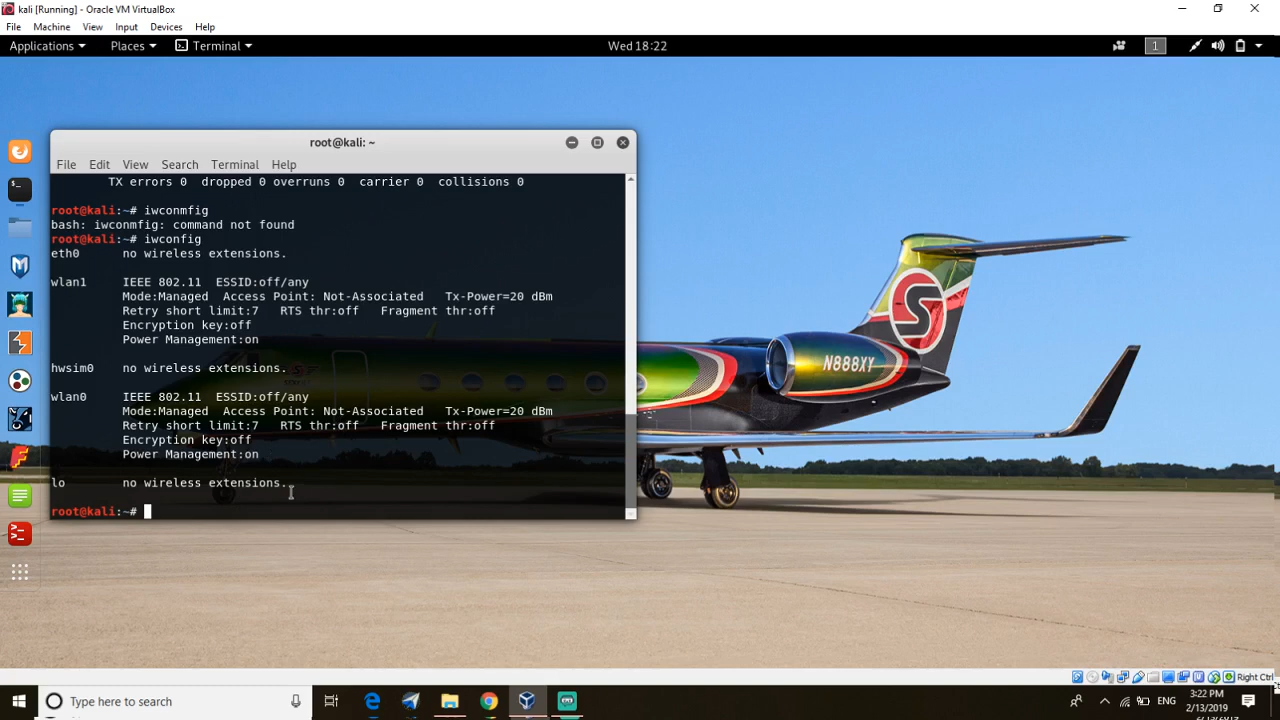 kali [Running] - Oracle VM VirtualBox
File Machine View Input Devices Help
Applications Places Terminal Wed 18:22 1
root@kali: ~
File Edit View Search Terminal Help
TX errors 0 dropped 0 overruns 0 carrier 0 collisions 0
root@kali:~# iwconmfig
bash: iwconmfig: command not found
root@kali:~# iwconfig
eth0 no wireless extensions.
wlan1 IEEE 802.11 ESSID:off/any
Mode:Managed Access Point: Not-Associated Tx-Power=20 dBm
Retry short limit:7 RTS thr:off Fragment thr:off
Encryption key:off
Power Management:on
hwsim0 no wireless extensions.
wlan0 IEEE 802.11 ESSID:off/any
Mode:Managed Access Point: Not-Associated Tx-Power=20 dBm
Retry short limit:7 RTS thr:off Fragment thr:off
Encryption key:off
Power Management:on
lo no wireless extensions.
root@kali:~#
S
N888XY
Right Ctrl
Type here to search
ENG
3:22 PM
2/13/2019